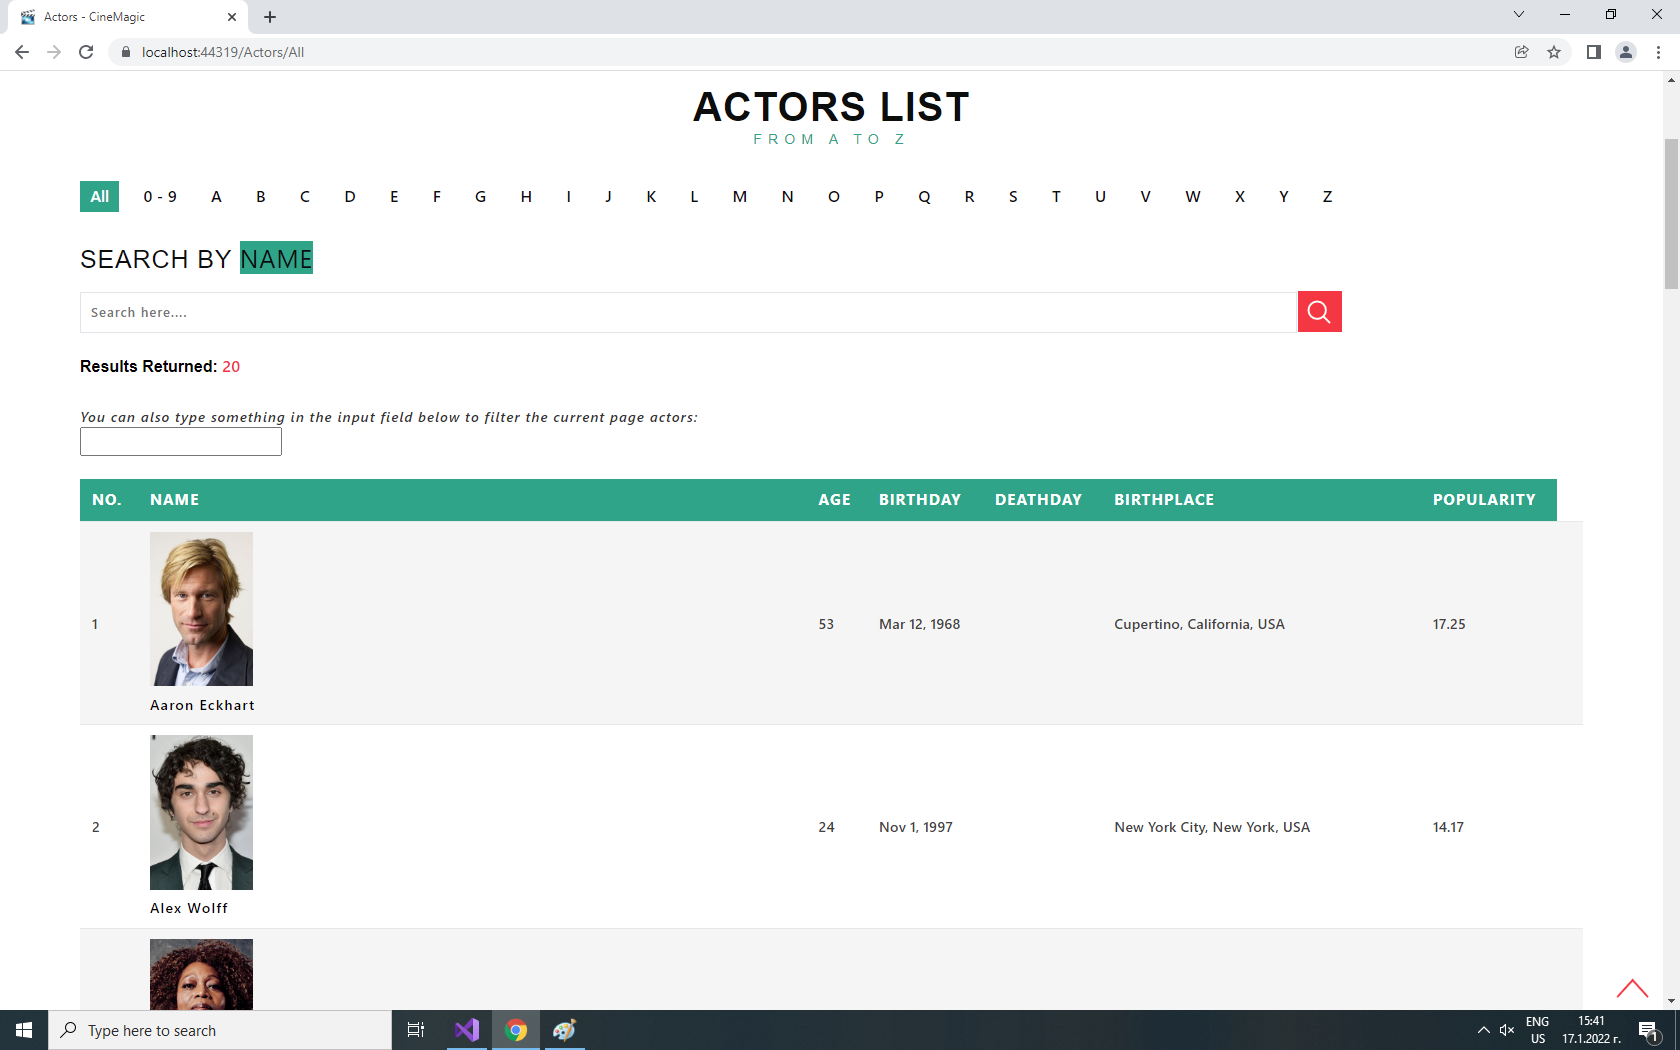 Actors - CineMagic
localhost:44319/Actors/All
ACTORS LIST
FROM A TO Z
All 0 - 9 A B C D E F G H I J K L M N O P Q R S T U V W X Y Z
SEARCH BY NAME
Search here....
Results Returned: 20
You can also type something in the input field below to filter the current page actors:
NO. NAME AGE BIRTHDAY DEATHDAY BIRTHPLACE POPULARITY
1 53 Mar 12, 1968 Cupertino, California, USA 17.25
Aaron Eckhart
2 24 Nov 1, 1997 New York City, New York, USA 14.17
Alex Wolff
Type here to search
ENG
US
15:41
17.1.2022 г.
1